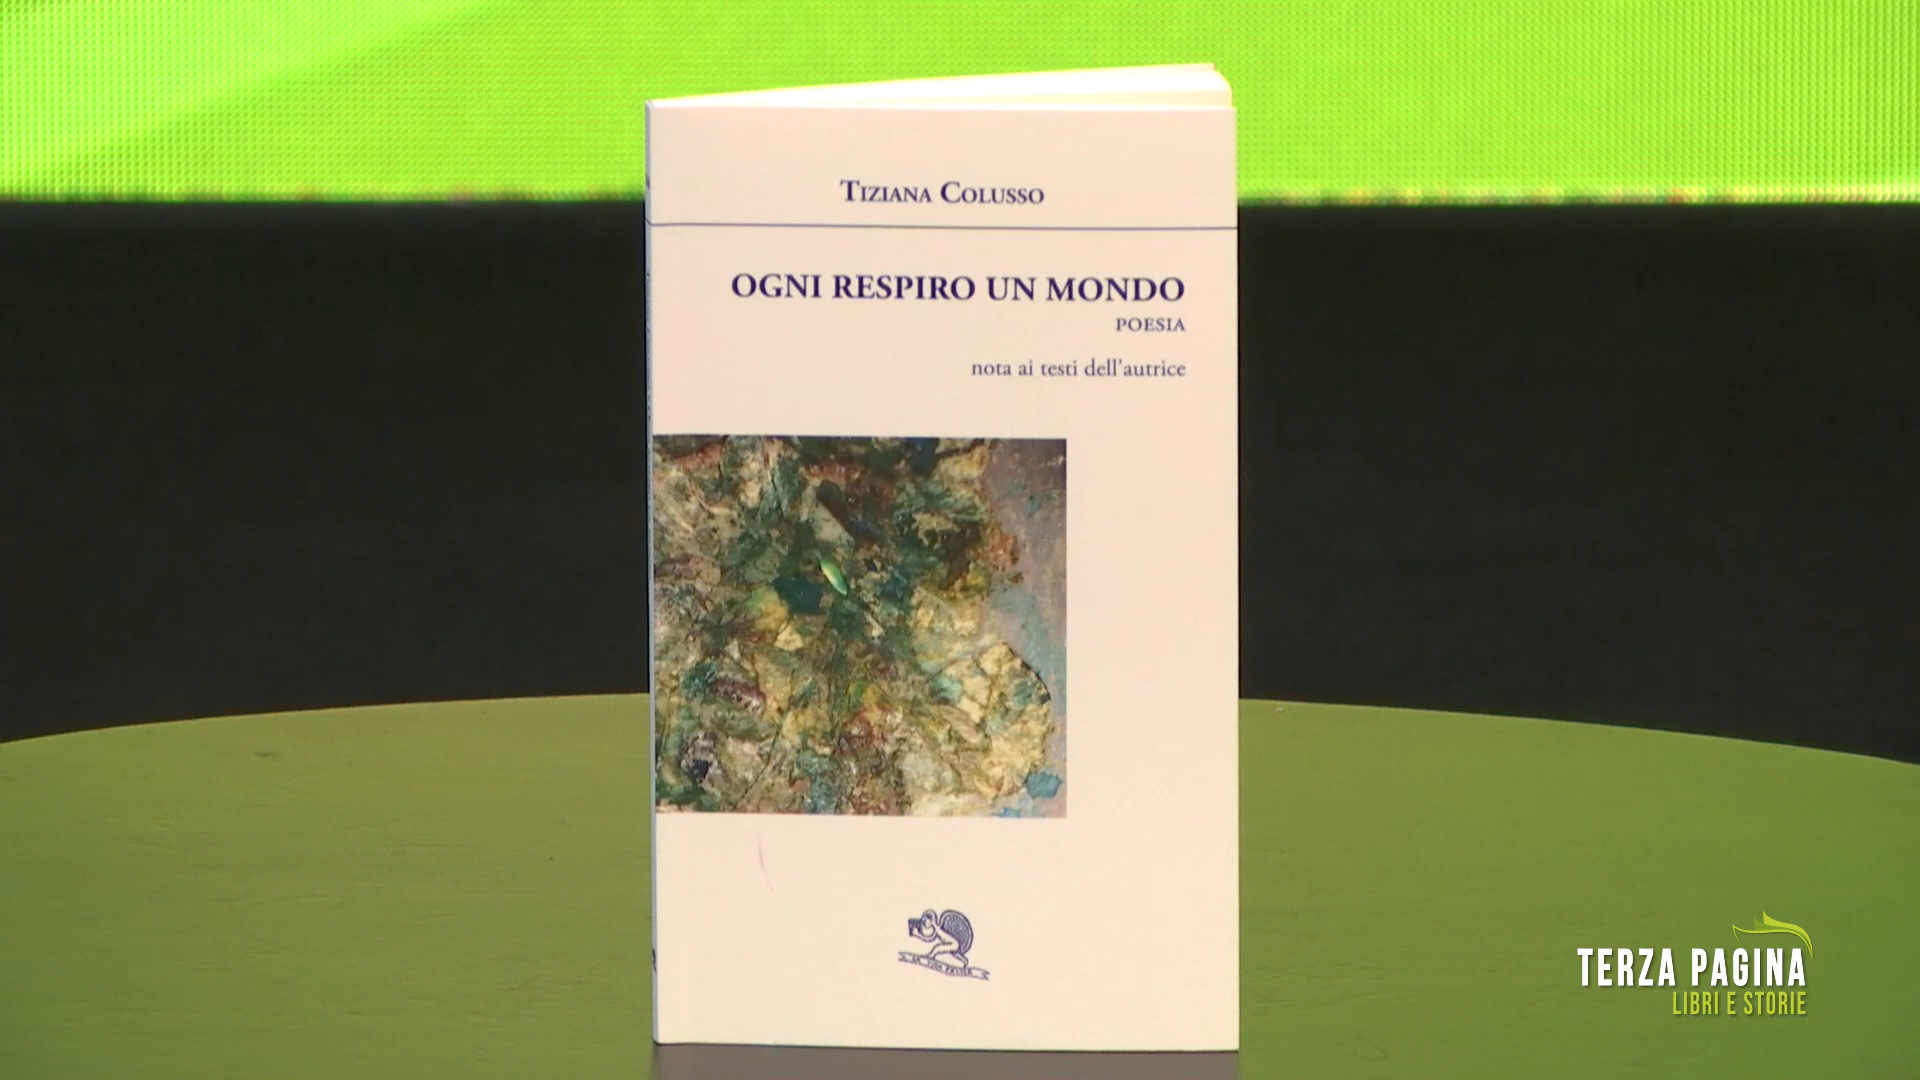 TIZIANA COLUSSO
OGNI RESPIRO UN MONDO
POESIA
nota ai testi dell'autrice
TERZA PAGINA
LIBRI E STORIE